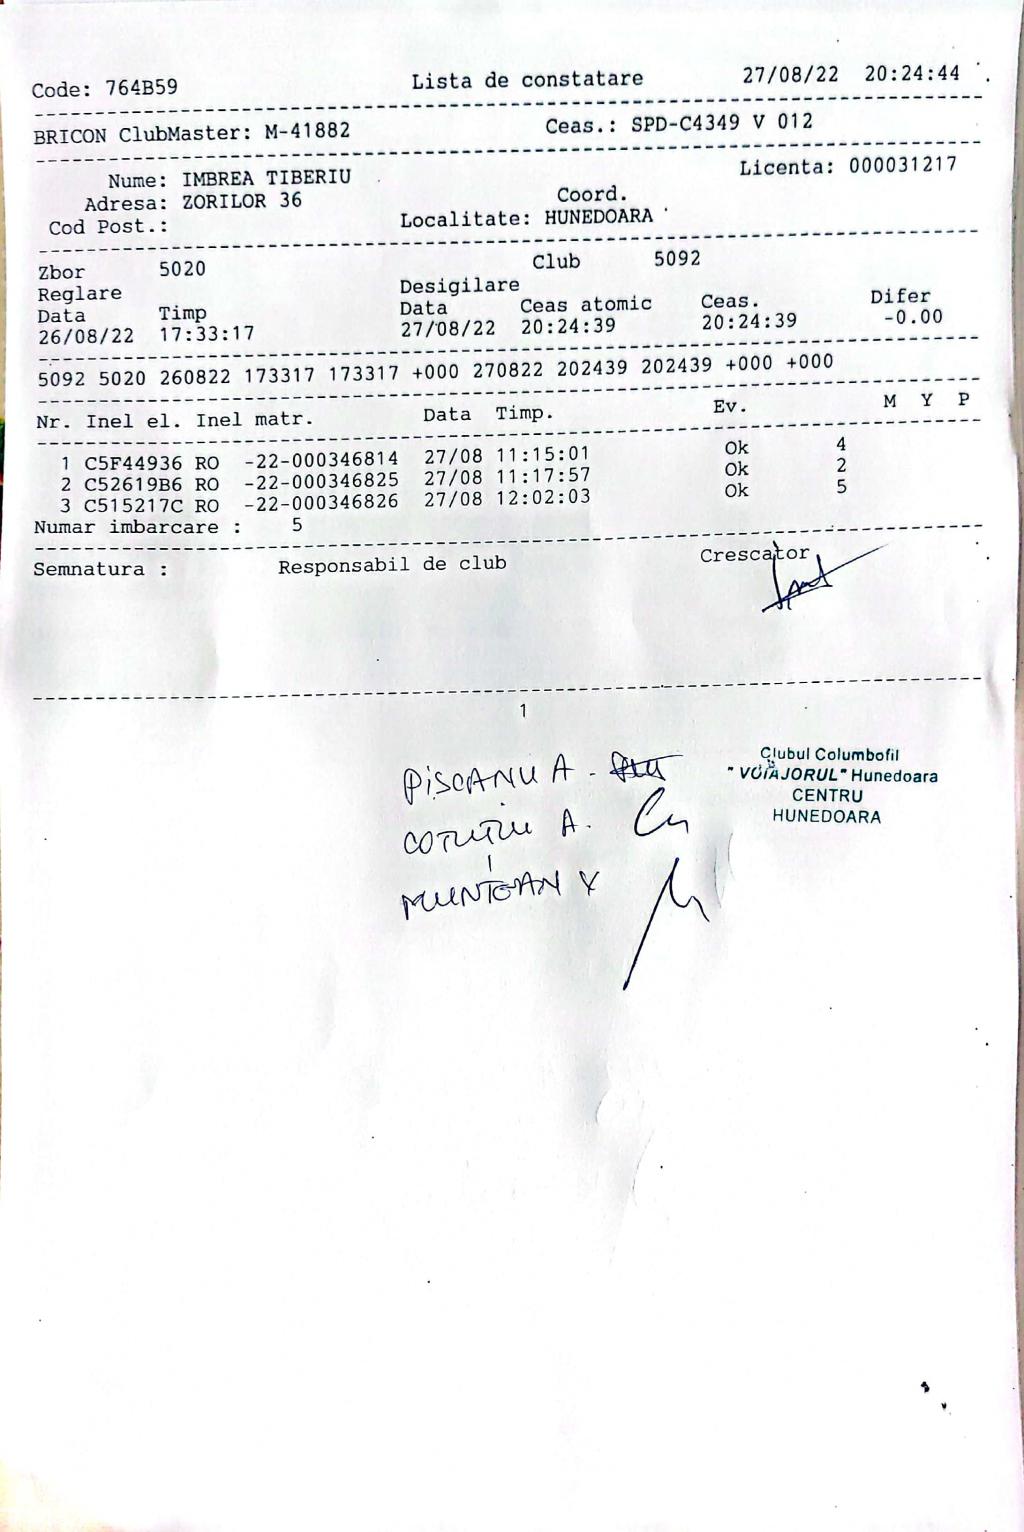 Code: 764B59 Lista de constatare 27/08/22 20:24:44
BRICON ClubMaster: M-41882 Ceas.: SPD-C4349 V 012
Nume: IMBREA TIBERIU Licenta: 000031217
Adresa: ZORILOR 36 Coord.
Cod Post.: Localitate: HUNEDOARA
Zbor 5020 Club 5092
Reglare Desigilare
Data Timp Data Ceas atomic Ceas. Difer
26/08/22 17:33:17 27/08/22 20:24:39 20:24:39 -0.00
5092 5020 260822 173317 173317 +000 270822 202439 202439 +000 +000
Nr. Inel el. Inel matr. Data Timp. Ev. M Y P
1 C5F44936 RO -22-000346814 27/08 11:15:01 Ok 4
2 C52619B6 RO -22-000346825 27/08 11:17:57 Ok 2
3 C515217C RO -22-000346826 27/08 12:02:03 Ok 5
Numar imbarcare : 5
Semnatura : Responsabil de club Crescator
1
PISCANU A.
COTUTIU A.
MUNTEAN
Clubul Columbofil
"VOIAJORUL" Hunedoara
CENTRU
HUNEDOARA